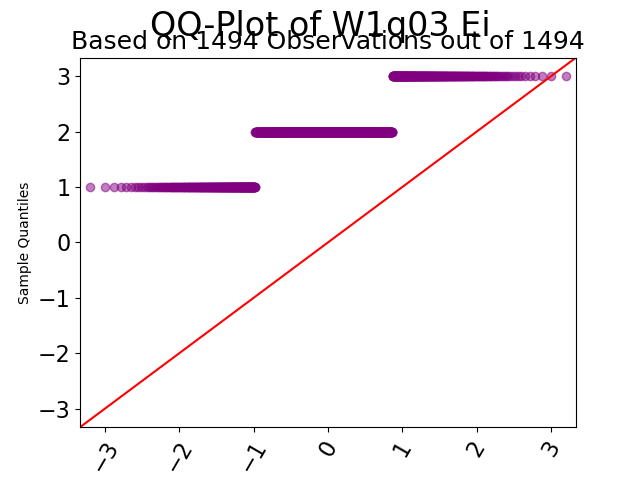 QQ-Plot of W1q03 Ei
Based on 1494 Observations out of 1494
Sample Quantiles
3
2
1
0
−1
−2
−3
−3 −2 −1 0 1 2 3